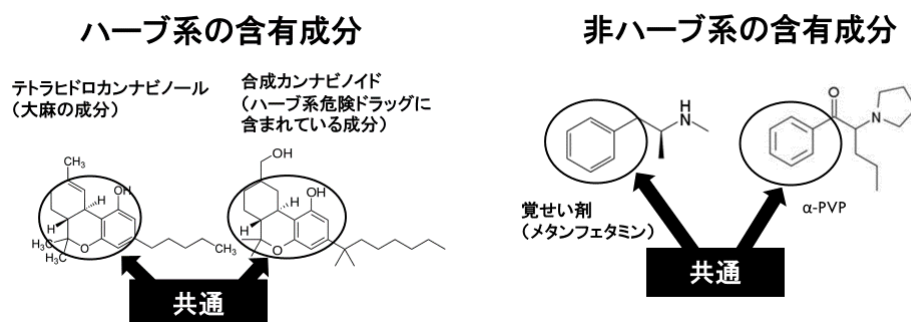 ハーブ系の含有成分
テトラヒドロカンナビノール
（大麻の成分）
合成カンナビノイド
（ハーブ系危険ドラッグに
含まれている成分）
CH₃
OH
H
H
H₃C
H₃C
O
CH₃
OH
OH
H
H
O
共通
非ハーブ系の含有成分
H
N
O
N
覚せい剤
（メタンフェタミン）
α-PVP
共通